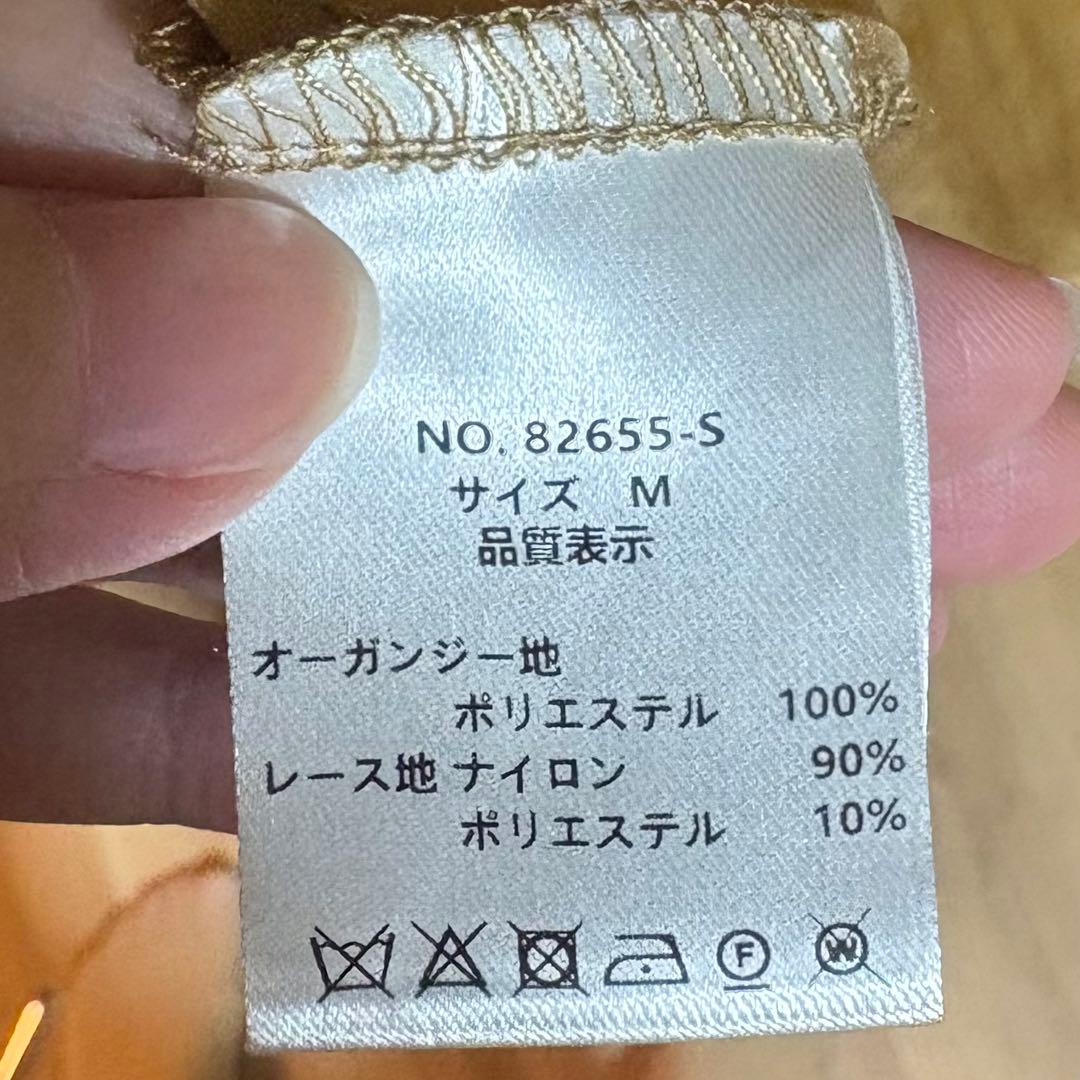 NO. 82655-S
サイズ M
品質表示
オーガンジー地
ポリエステル 100%
レース地 ナイロン 90%
ポリエステル 10%
F W